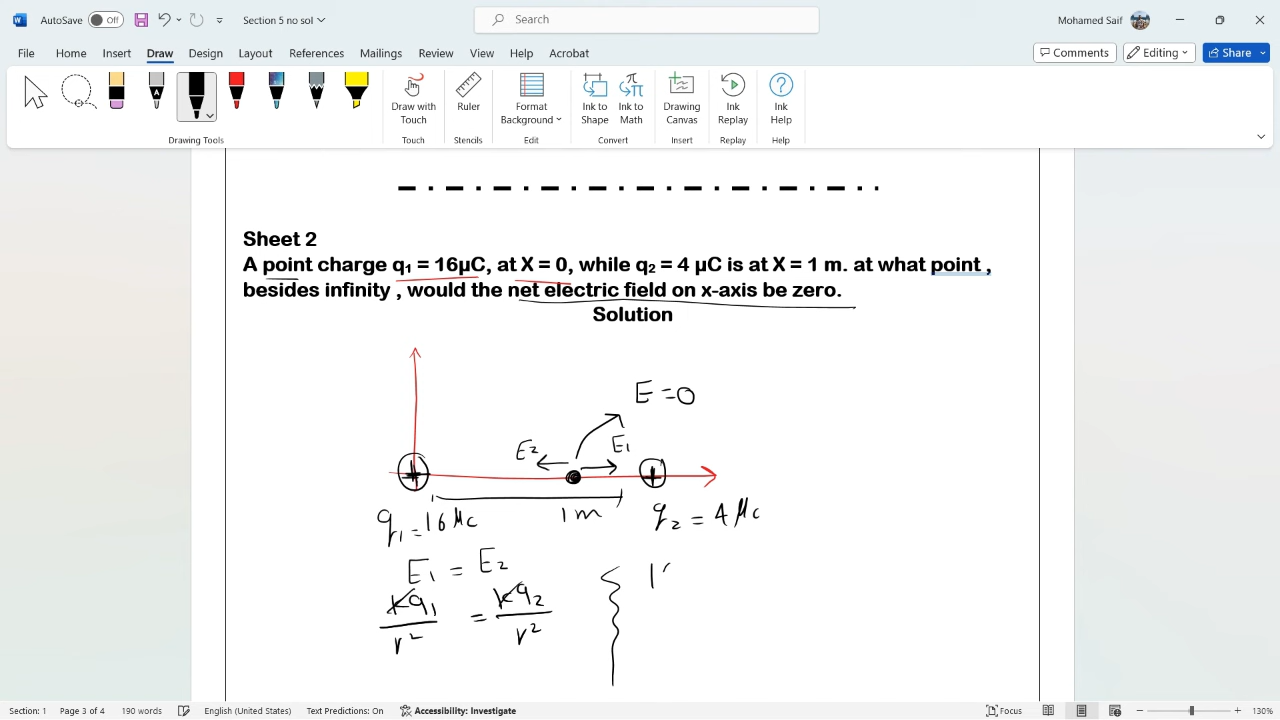 AutoSave Off Section 5 no sol Search Mohamed Saif
File Home Insert Draw Design Layout References Mailings Review View Help Acrobat Comments Editing Share
Draw with Touch Ruler Format Background Ink to Shape Ink to Math Drawing Canvas Ink Replay Ink Help
Drawing Tools Touch Stencils Edit Convert Insert Replay Help
Sheet 2
A point charge q₁ = 16µC, at X = 0, while q₂ = 4 µC is at X = 1 m. at what point ,
besides infinity , would the net electric field on x-axis be zero.
Solution
E = 0
E₂ E₁
+ +
q₁ = 16 Mc 1 m q₂ = 4 Mc
E₁ = E₂
kq₁/r² = kq₂/r²
Section: 1 Page 3 of 4 190 words English (United States) Text Predictions: On Accessibility: Investigate Focus 130%